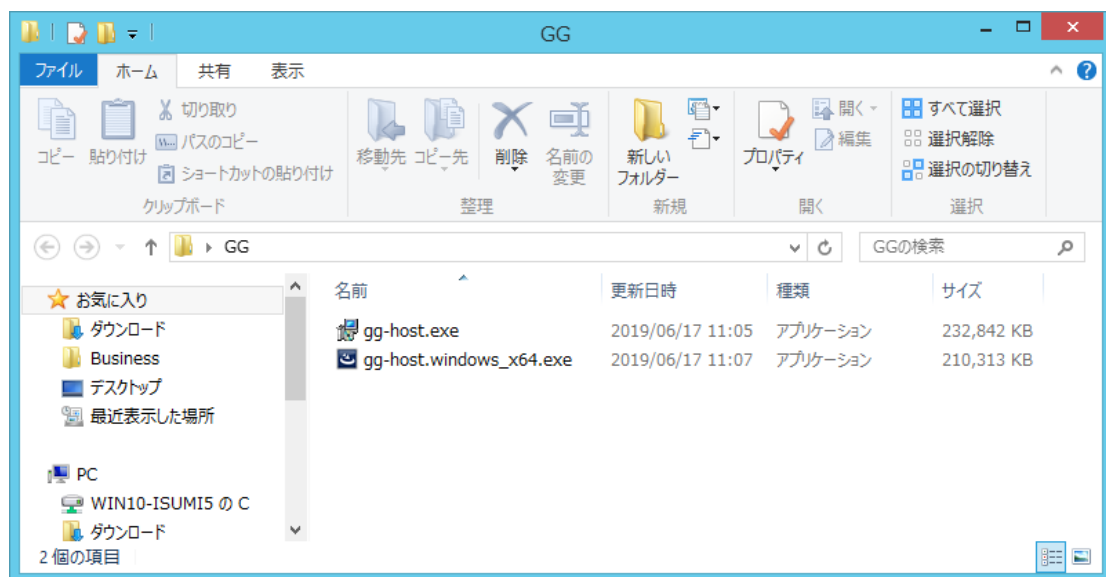 GG
ファイル ホーム 共有 表示
コピー 貼り付け 切り取り パスのコピー ショートカットの貼り付け
クリップボード
移動先 コピー先 削除 名前の変更
整理
新しいフォルダー
新規
プロパティ 開く 編集
開く
すべて選択 選択解除 選択の切り替え
選択
GG GGの検索
名前 更新日時 種類 サイズ
gg-host.exe 2019/06/17 11:05 アプリケーション 232,842 KB
gg-host.windows_x64.exe 2019/06/17 11:07 アプリケーション 210,313 KB
お気に入り
ダウンロード
Business
デスクトップ
最近表示した場所
PC
WIN10-ISUMI5 の C
ダウンロード
2 個の項目